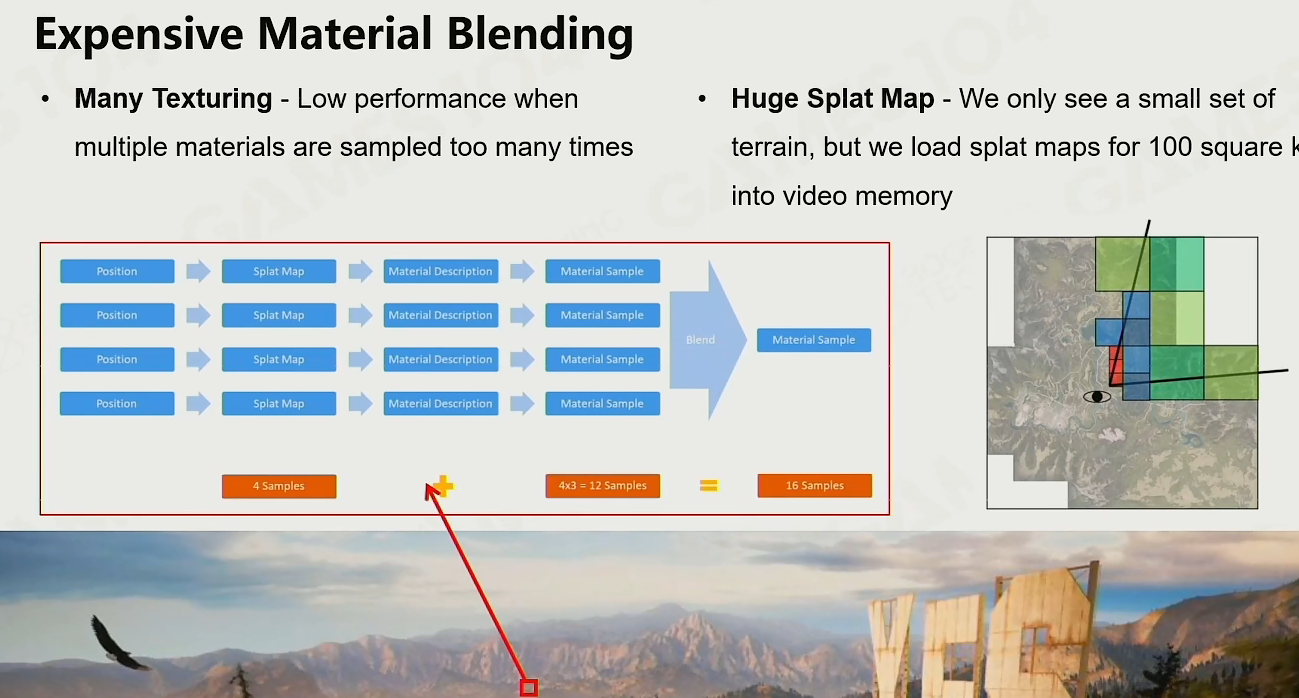 Expensive Material Blending
• Many Texturing - Low performance when
multiple materials are sampled too many times
• Huge Splat Map - We only see a small set of
terrain, but we load splat maps for 100 square k
into video memory
Position Splat Map Material Description Material Sample
Position Splat Map Material Description Material Sample
Blend Material Sample
Position Splat Map Material Description Material Sample
Position Splat Map Material Description Material Sample
4 Samples + 4x3 = 12 Samples = 16 Samples